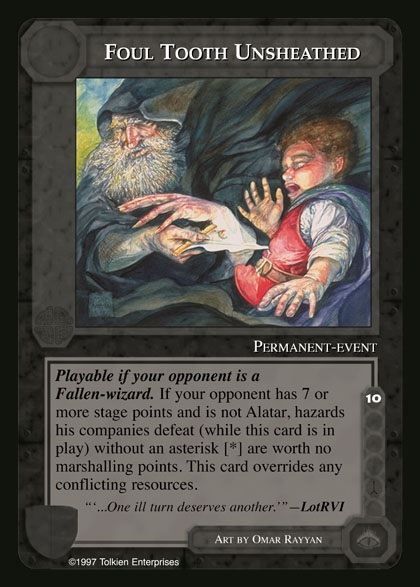 Foul Tooth Unsheathed
Permanent-event
Playable if your opponent is a
Fallen-wizard. If your opponent has 7 or
more stage points and is not Alatar, hazards
his companies defeat (while this card is in
play) without an asterisk [*] are worth no
marshalling points. This card overrides any
conflicting resources.
10
“‘...One ill turn deserves another.’”—LotRVI
Art by Omar Rayyan
©1997 Tolkien Enterprises